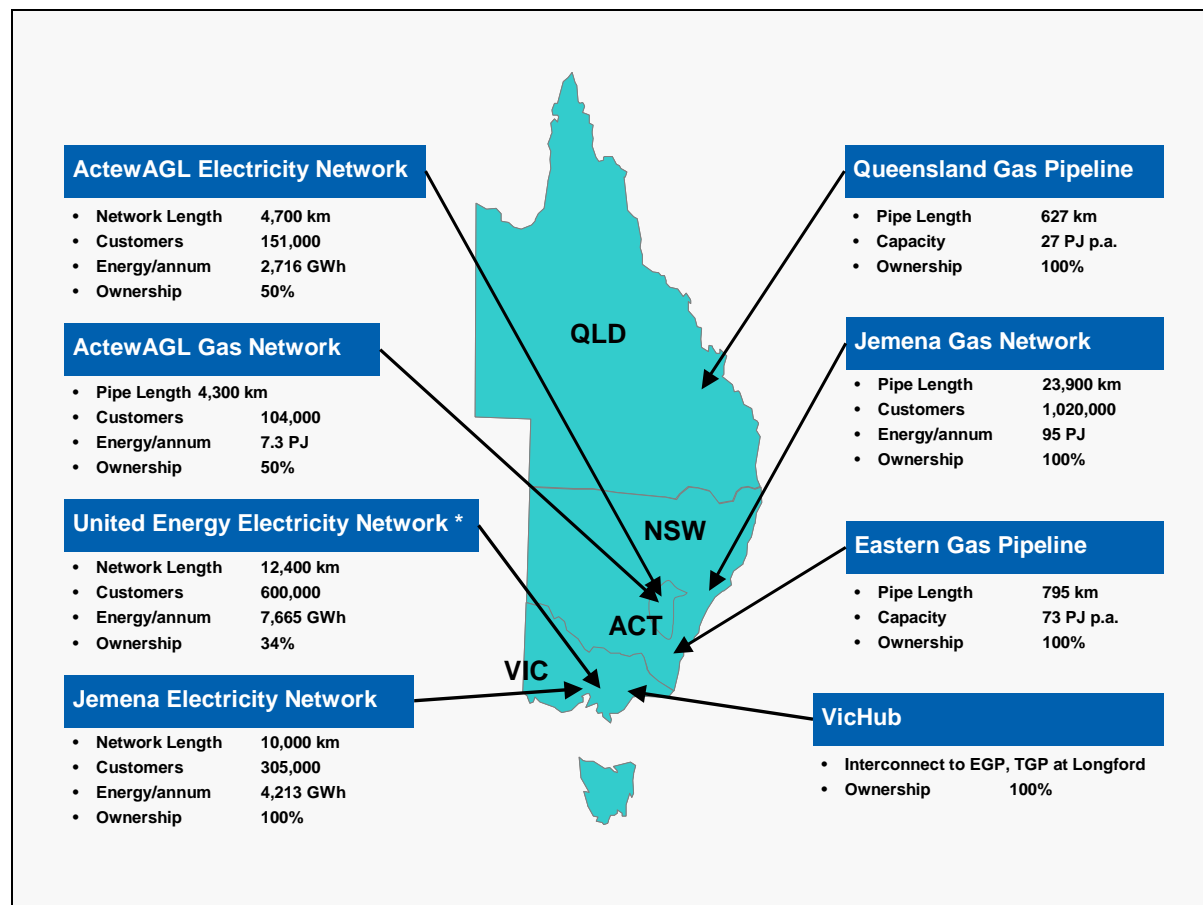 ActewAGL Electricity Network
• Network Length 4,700 km
• Customers 151,000
• Energy/annum 2,716 GWh
• Ownership 50%
ActewAGL Gas Network
• Pipe Length 4,300 km
• Customers 104,000
• Energy/annum 7.3 PJ
• Ownership 50%
United Energy Electricity Network *
• Network Length 12,400 km
• Customers 600,000
• Energy/annum 7,665 GWh
• Ownership 34%
Jemena Electricity Network
• Network Length 10,000 km
• Customers 305,000
• Energy/annum 4,213 GWh
• Ownership 100%
QLD
NSW
ACT
VIC
Queensland Gas Pipeline
• Pipe Length 627 km
• Capacity 27 PJ p.a.
• Ownership 100%
Jemena Gas Network
• Pipe Length 23,900 km
• Customers 1,020,000
• Energy/annum 95 PJ
• Ownership 100%
Eastern Gas Pipeline
• Pipe Length 795 km
• Capacity 73 PJ p.a.
• Ownership 100%
VicHub
• Interconnect to EGP, TGP at Longford
• Ownership 100%